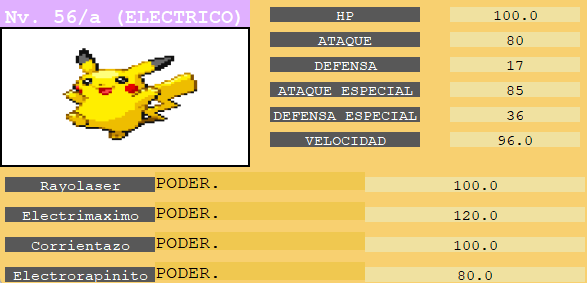 Nv. 56/a (ELECTRICO)
HP 100.0
ATAQUE 80
DEFENSA 17
ATAQUE ESPECIAL 85
DEFENSA ESPECIAL 36
VELOCIDAD 96.0
Rayolaser PODER. 100.0
Electrimaximo PODER. 120.0
Corrientazo PODER. 100.0
Electrorapinito PODER. 80.0